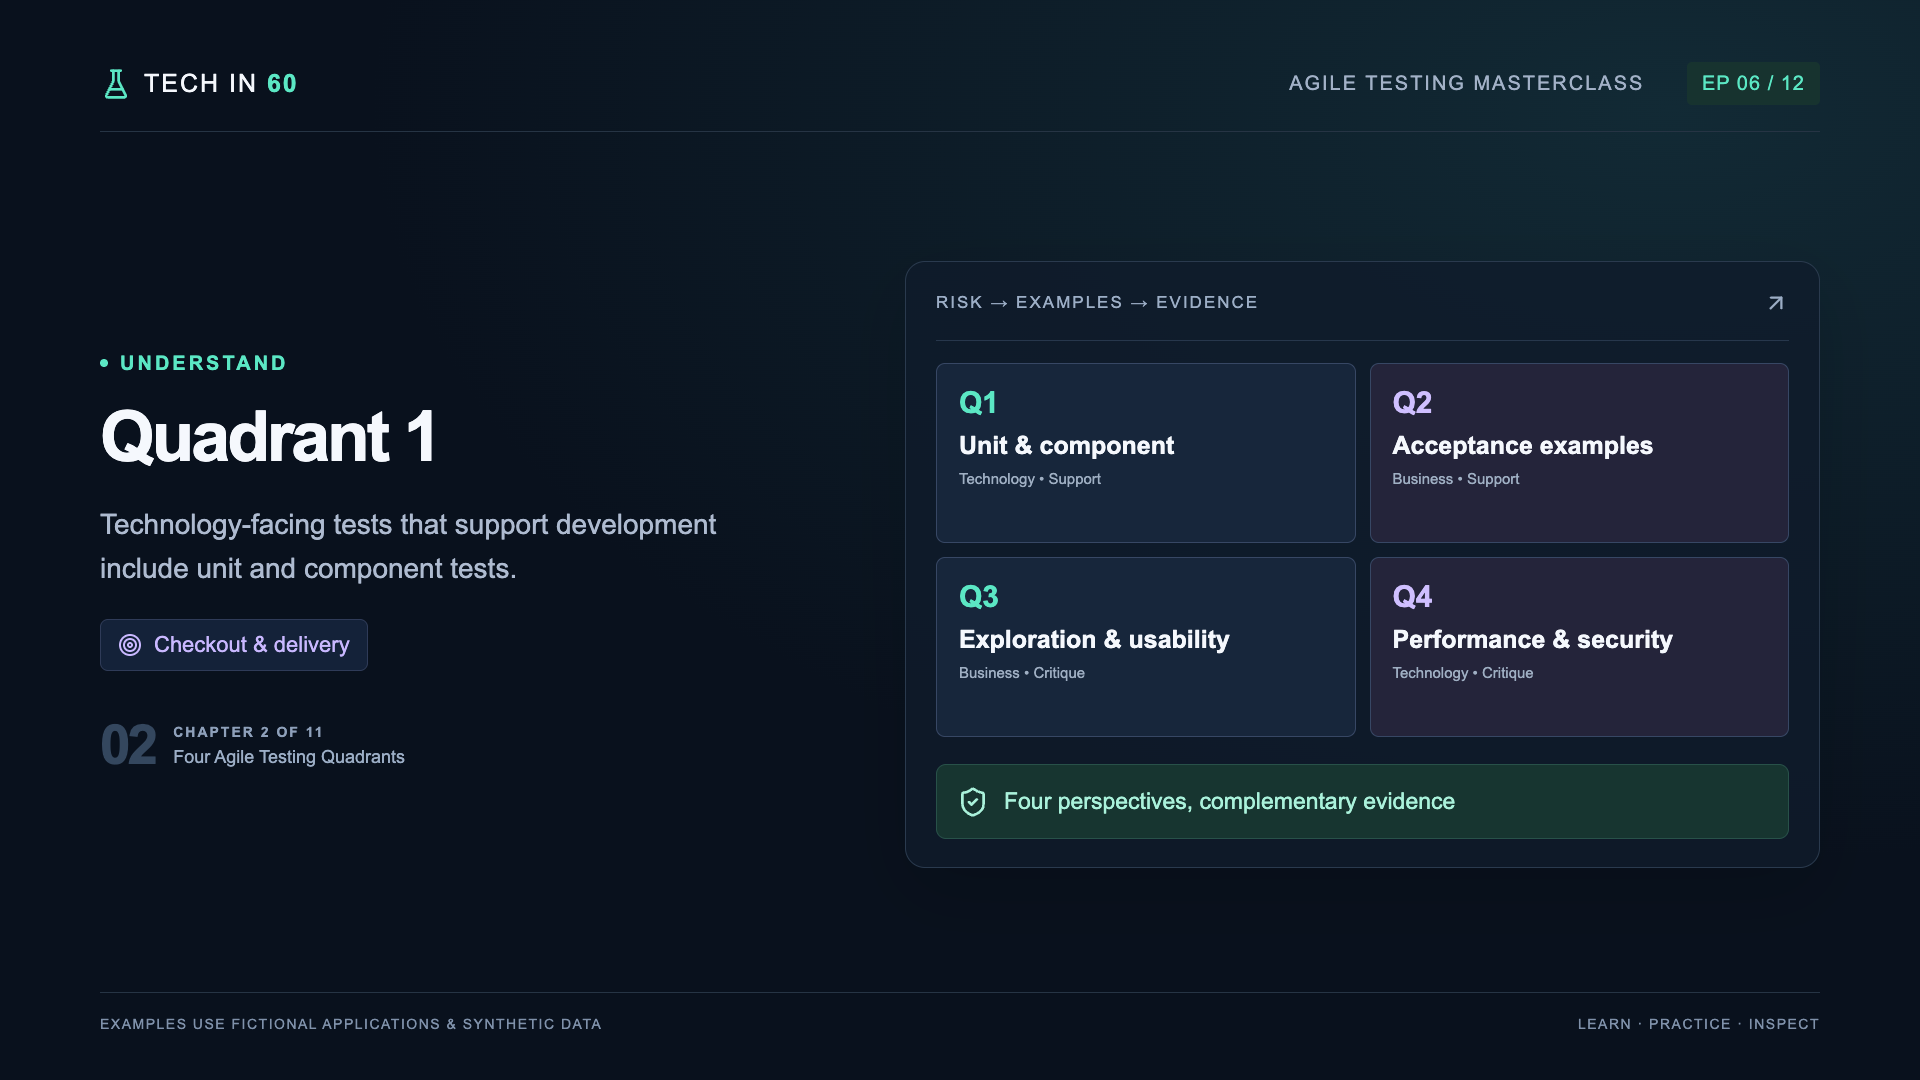 TECH IN 60
AGILE TESTING MASTERCLASS
EP 06 / 12
• UNDERSTAND
Quadrant 1
Technology-facing tests that support development
include unit and component tests.
Checkout & delivery
02
CHAPTER 2 OF 11
Four Agile Testing Quadrants
RISK → EXAMPLES → EVIDENCE
Q1
Unit & component
Technology • Support
Q2
Acceptance examples
Business • Support
Q3
Exploration & usability
Business • Critique
Q4
Performance & security
Technology • Critique
Four perspectives, complementary evidence
EXAMPLES USE FICTIONAL APPLICATIONS & SYNTHETIC DATA
LEARN · PRACTICE · INSPECT